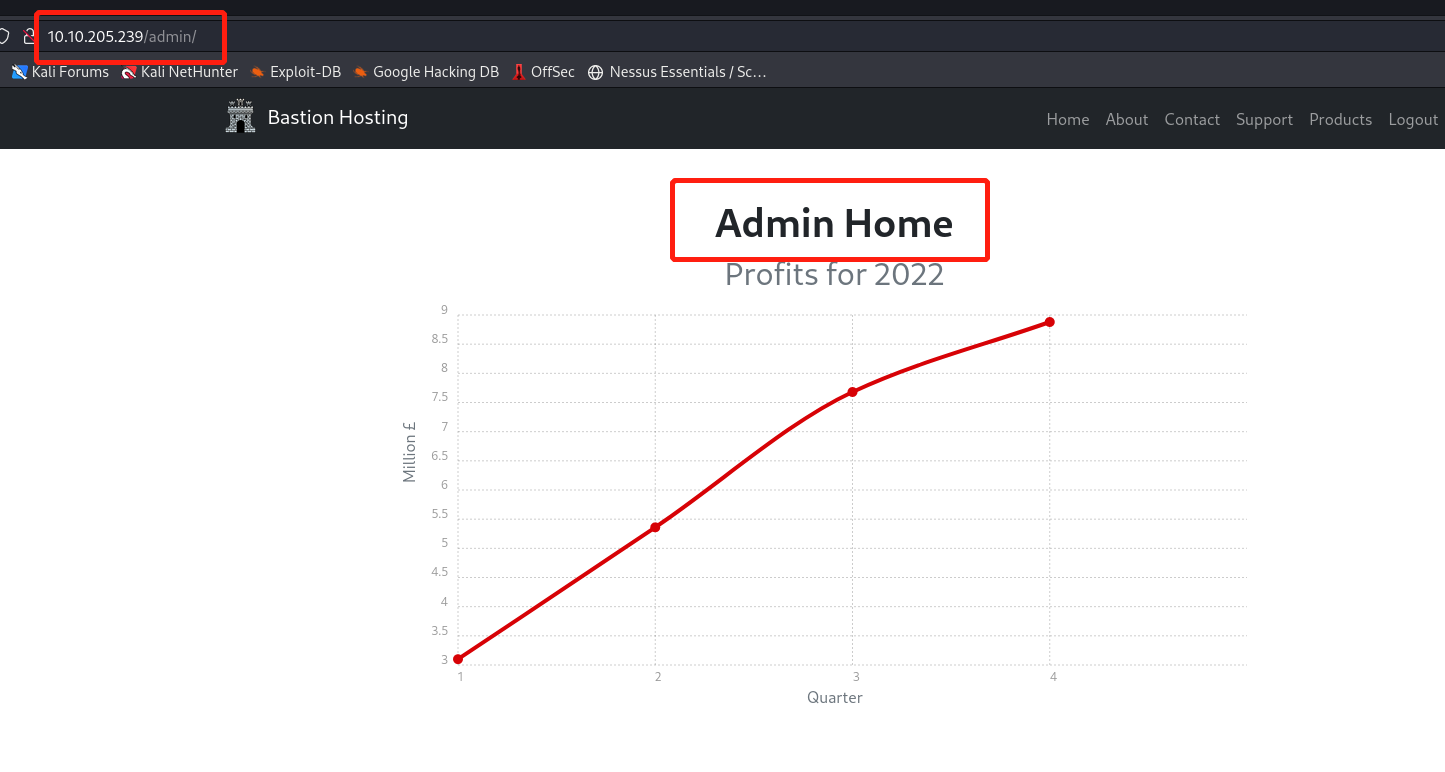 10.10.205.239/admin/
Kali Forums Kali NetHunter Exploit-DB Google Hacking DB OffSec Nessus Essentials / Sc…
Bastion Hosting Home About Contact Support Products Logout
Admin Home
Profits for 2022
9
8.5
8
7.5
7
6.5
6
5.5
5
4.5
4
3.5
3
Million £
1 2 3 4
Quarter